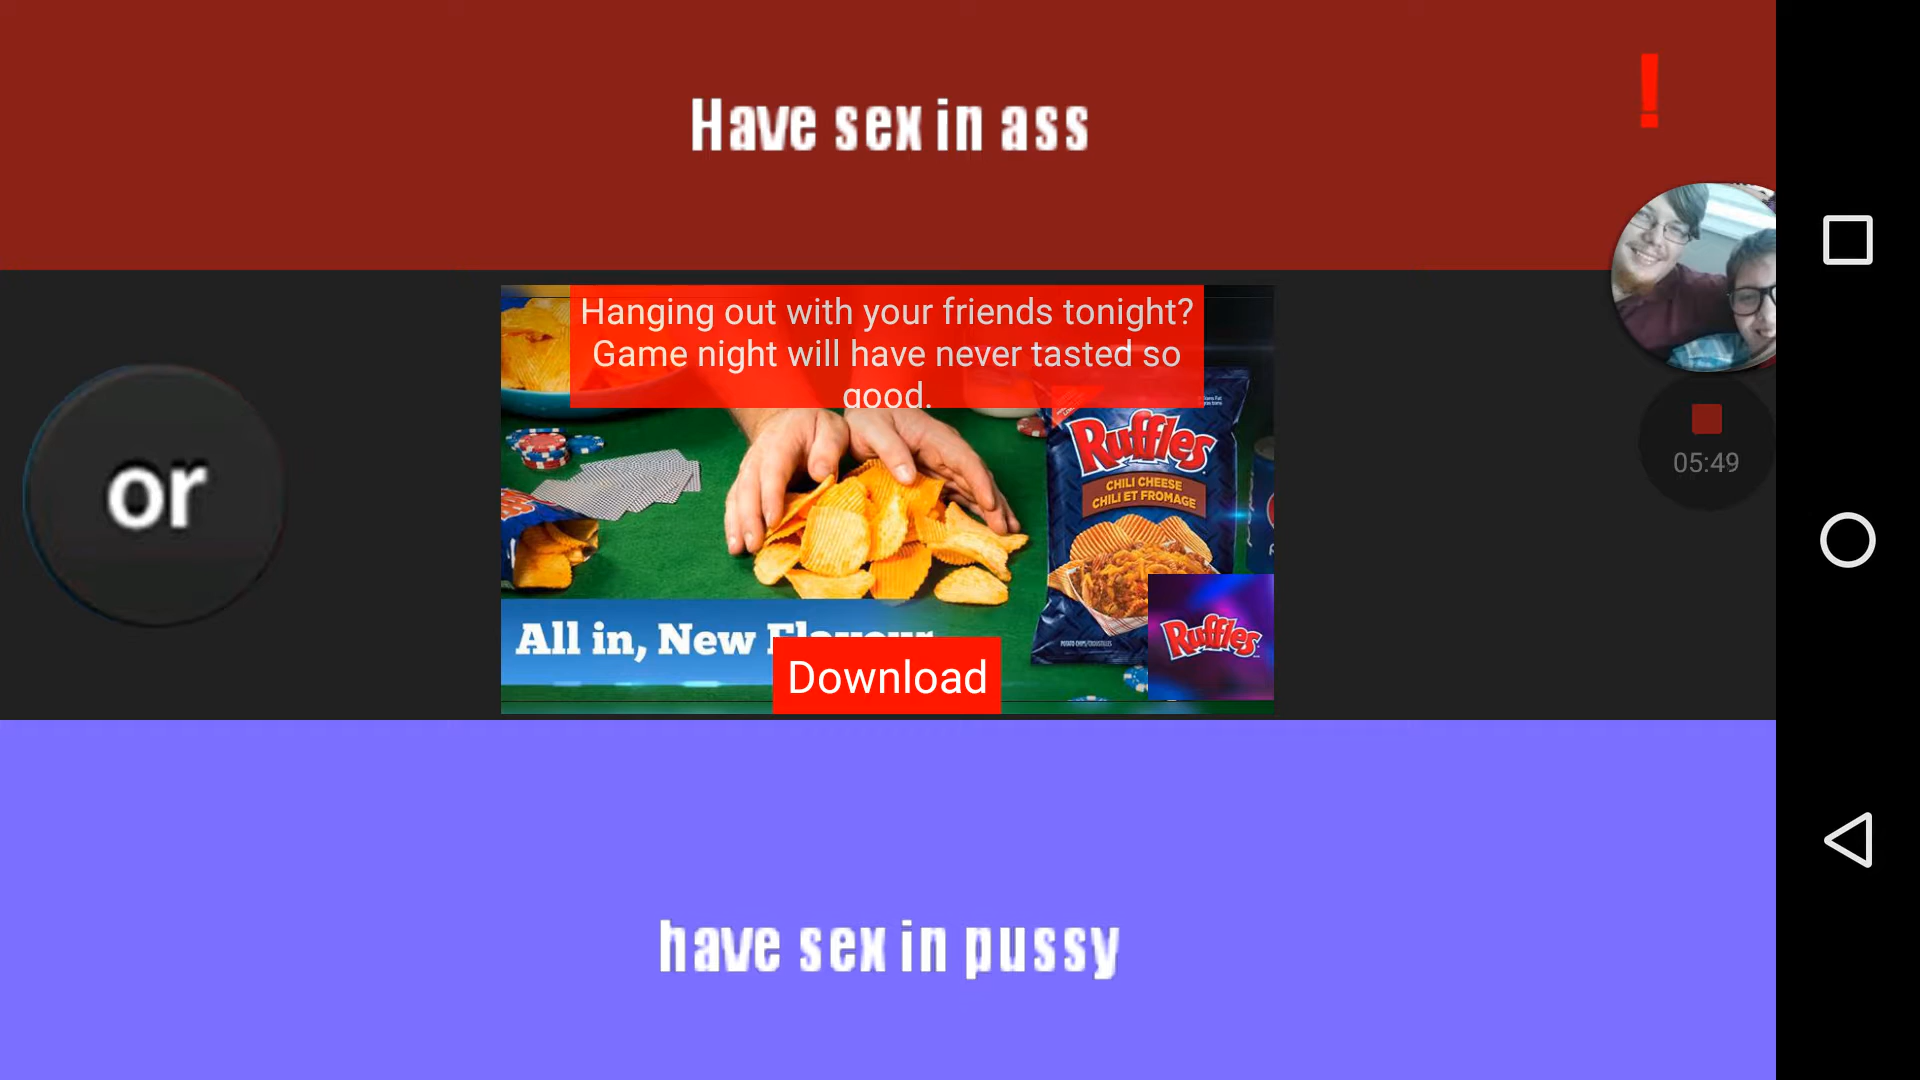 Have sex in ass
!
Hanging out with your friends tonight?
Game night will have never tasted so
good.
Ruffles
CHILI CHEESE
CHILI ET FROMAGE
or
05:49
All in, New Flavour
Ruffles
Download
have sex in pussy